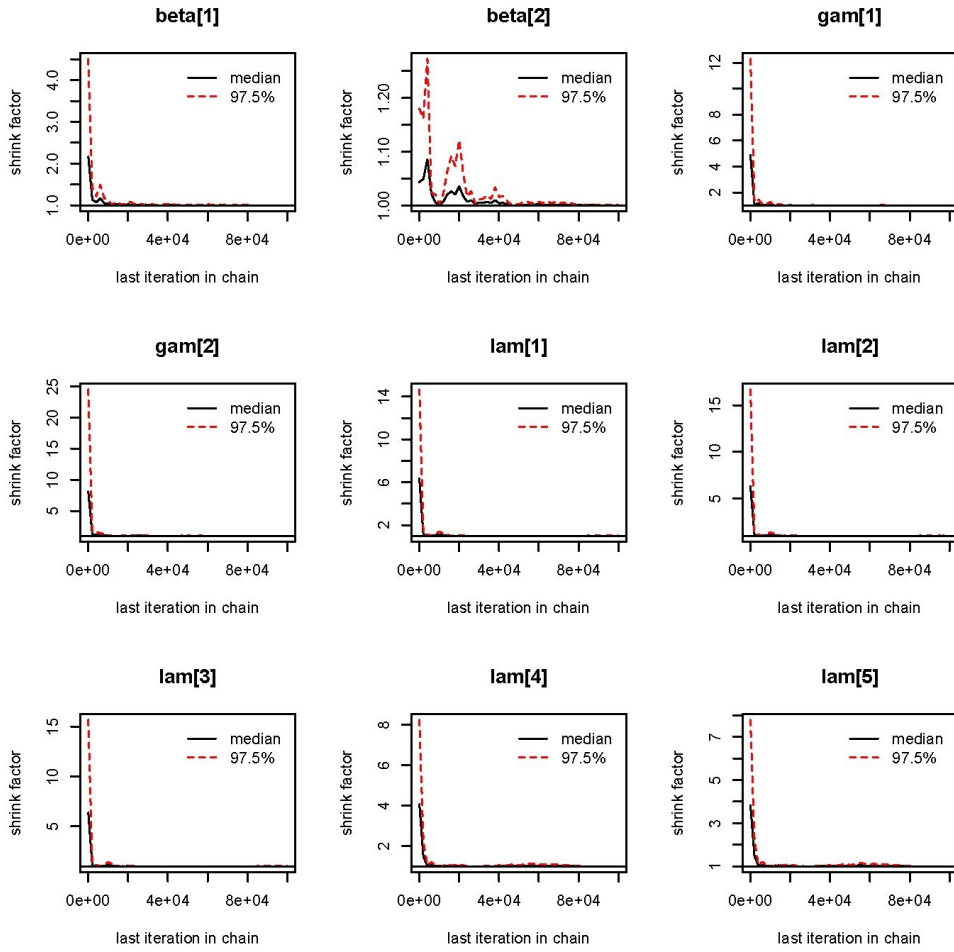 beta[1]
shrink factor
1.0 2.0 3.0 4.0
median
97.5%
0e+00 4e+04 8e+04
last iteration in chain
beta[2]
shrink factor
1.00 1.10 1.20
median
97.5%
0e+00 4e+04 8e+04
last iteration in chain
gam[1]
shrink factor
2 4 6 8 10 12
median
97.5%
0e+00 4e+04 8e+04
last iteration in chain
gam[2]
shrink factor
5 10 15 20 25
median
97.5%
0e+00 4e+04 8e+04
last iteration in chain
lam[1]
shrink factor
2 6 10 14
median
97.5%
0e+00 4e+04 8e+04
last iteration in chain
lam[2]
shrink factor
5 10 15
median
97.5%
0e+00 4e+04 8e+04
last iteration in chain
lam[3]
shrink factor
5 10 15
median
97.5%
0e+00 4e+04 8e+04
last iteration in chain
lam[4]
shrink factor
2 4 6 8
median
97.5%
0e+00 4e+04 8e+04
last iteration in chain
lam[5]
shrink factor
1 3 5 7
median
97.5%
0e+00 4e+04 8e+04
last iteration in chain